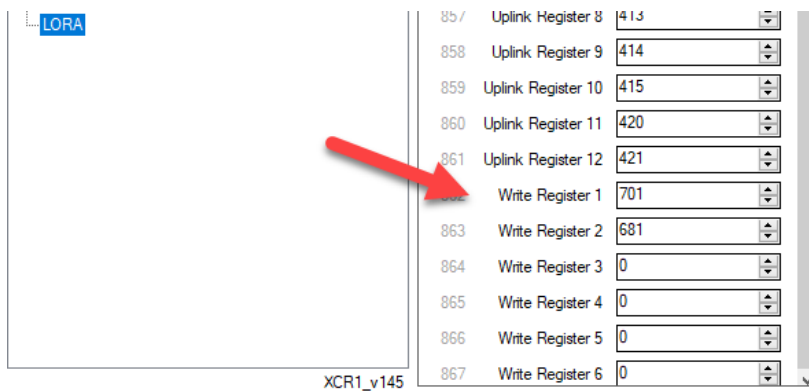 LORA
857 Uplink Register 8 413
858 Uplink Register 9 414
859 Uplink Register 10 415
860 Uplink Register 11 420
861 Uplink Register 12 421
Write Register 1 701
863 Write Register 2 681
864 Write Register 3 0
865 Write Register 4 0
866 Write Register 5 0
867 Write Register 6 0
XCR1_v145